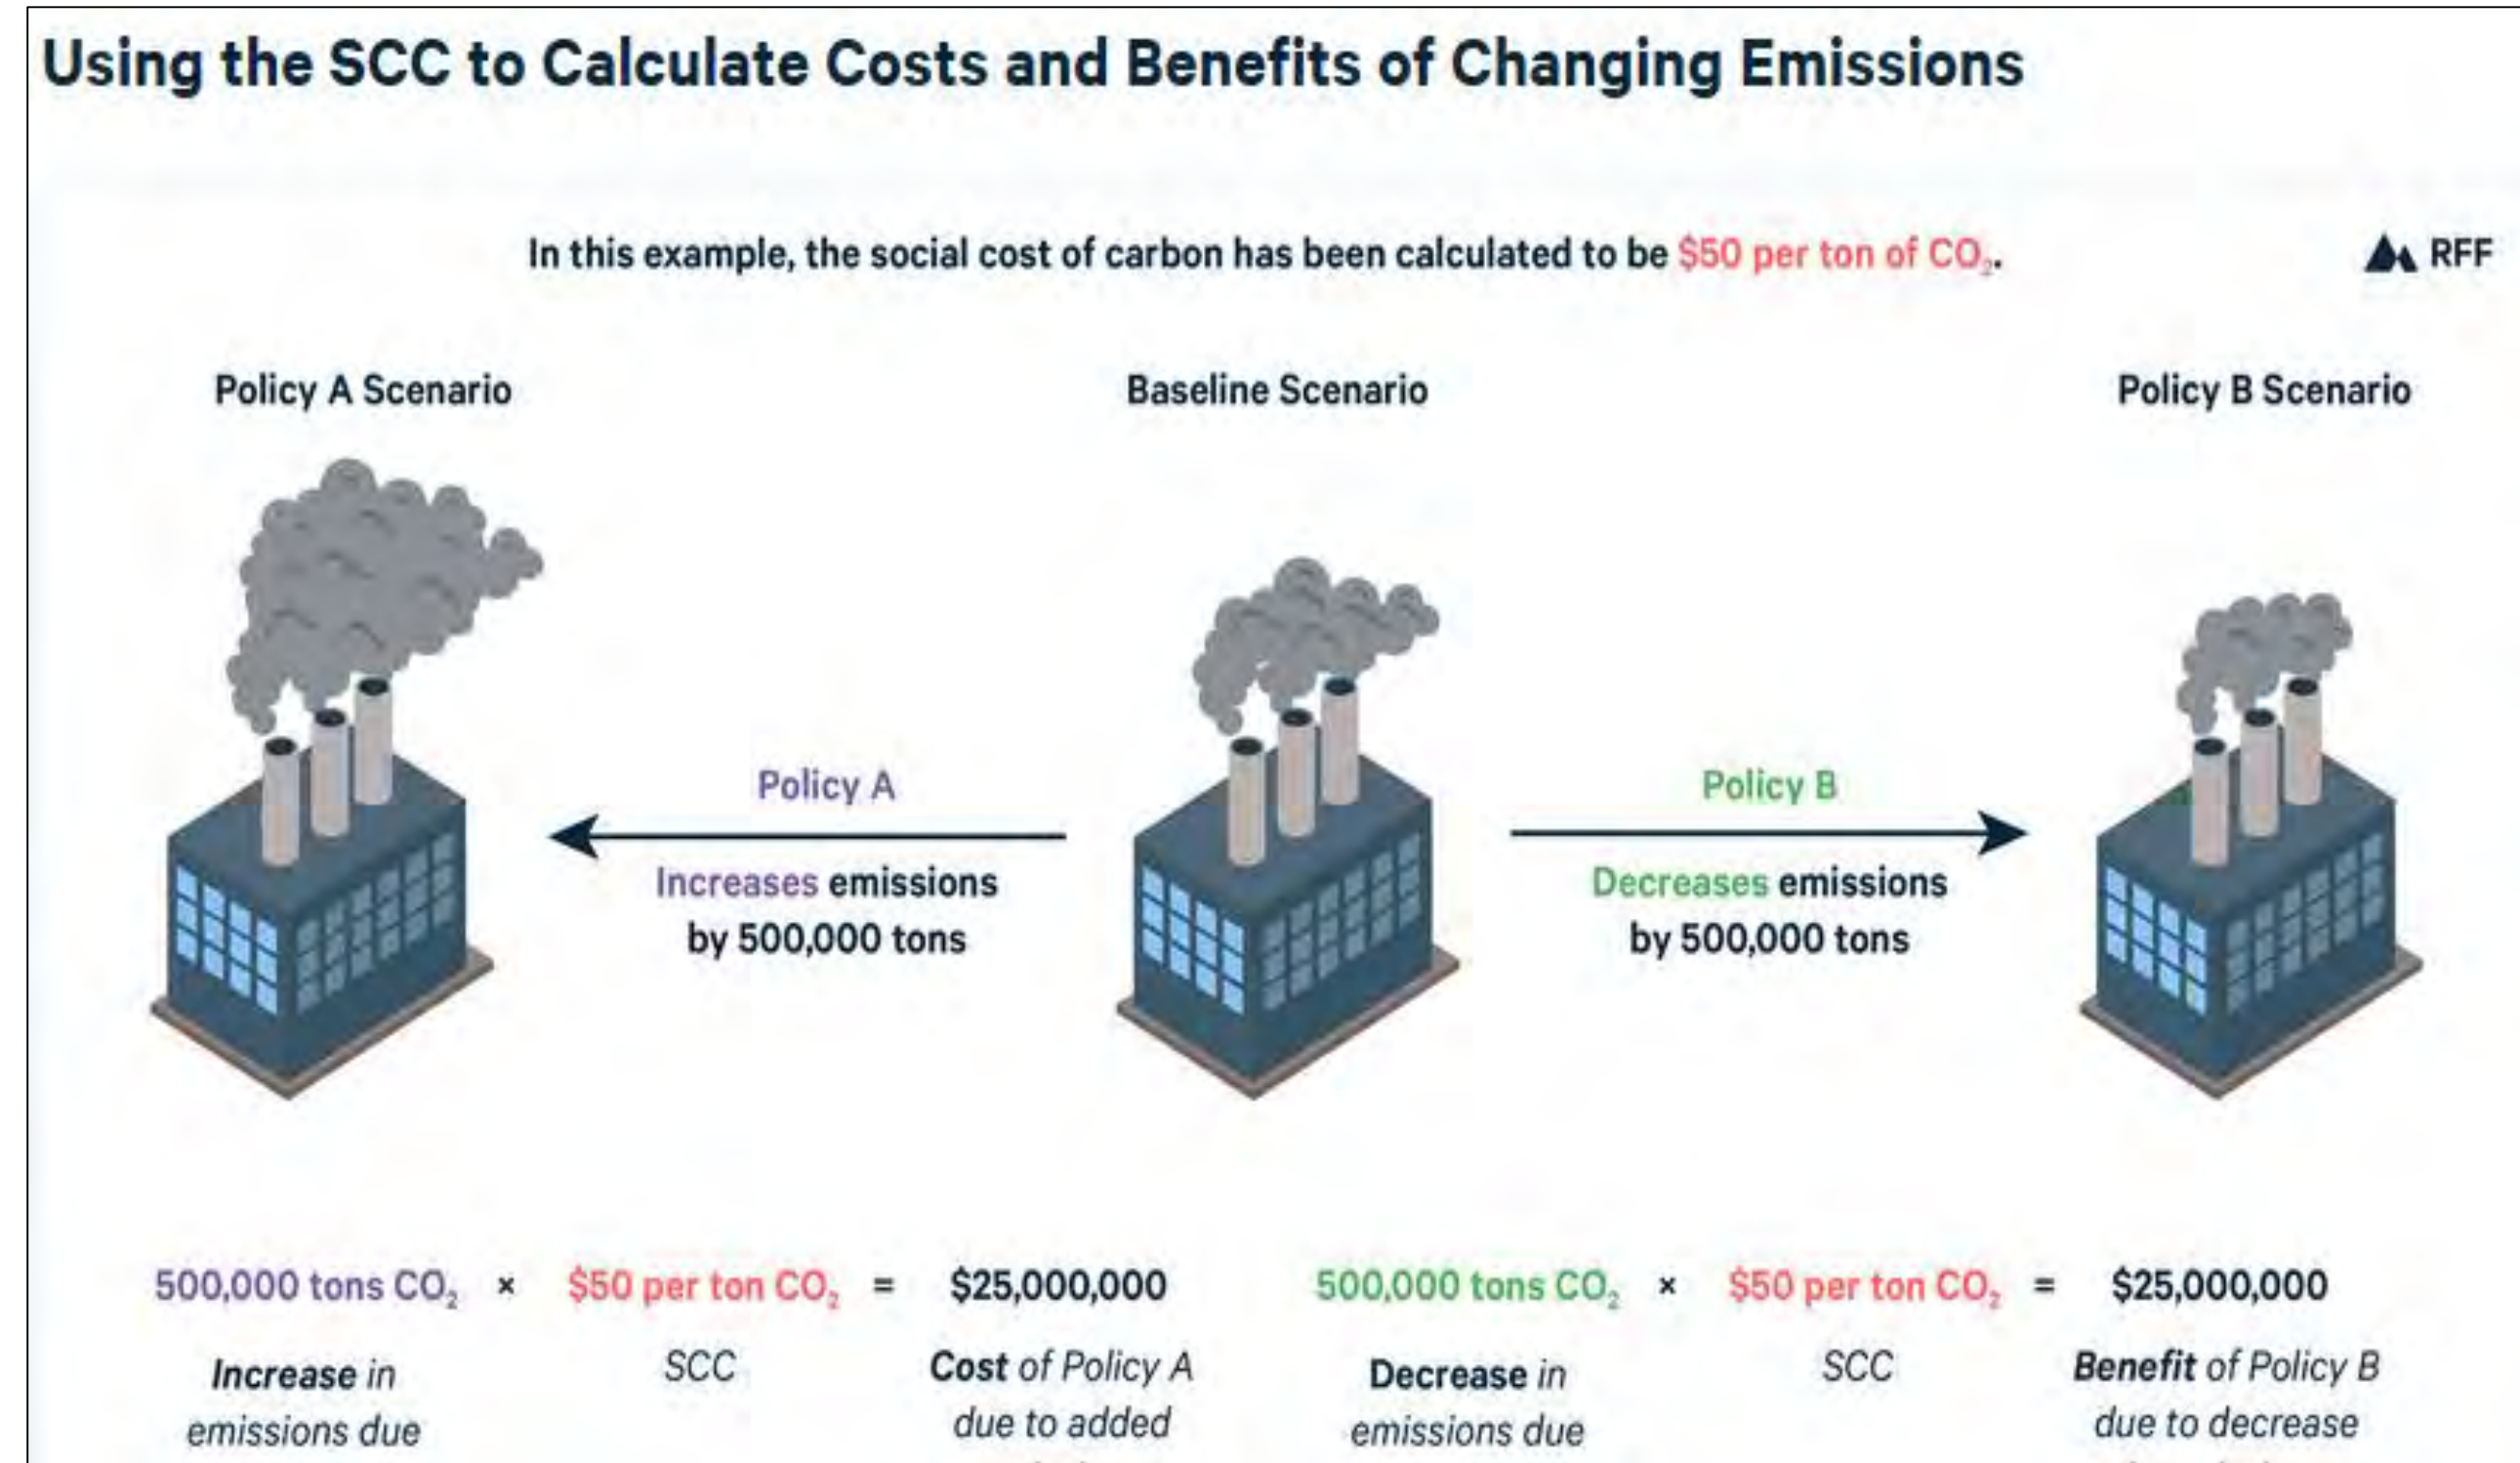 Using the SCC to Calculate Costs and Benefits of Changing Emissions
In this example, the social cost of carbon has been calculated to be $50 per ton of CO₂.
RFF
Policy A Scenario
Baseline Scenario
Policy B Scenario
Policy A
Increases emissions
by 500,000 tons
Policy B
Decreases emissions
by 500,000 tons
500,000 tons CO₂ × $50 per ton CO₂ = $25,000,000
Increase in
emissions due
SCC
Cost of Policy A
due to added
500,000 tons CO₂ × $50 per ton CO₂ = $25,000,000
Decrease in
emissions due
SCC
Benefit of Policy B
due to decrease